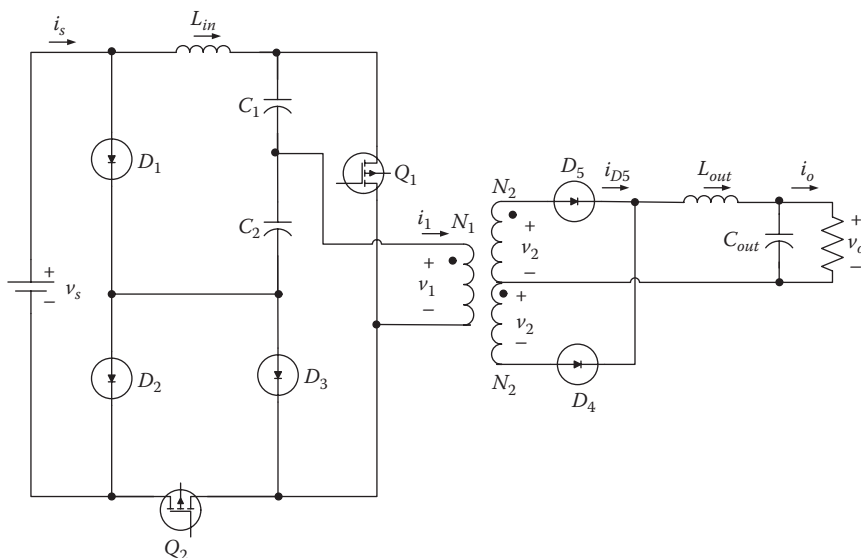 i_s
L_in
C_1
D_1
Q_1
N_2
D_5
i_D5
L_out
i_o
C_2
i_1
N_1
+
v_2
−
C_out
+
v_o
−
+
v_s
−
+
v_1
−
+
v_2
−
D_2
D_3
N_2
D_4
Q_2